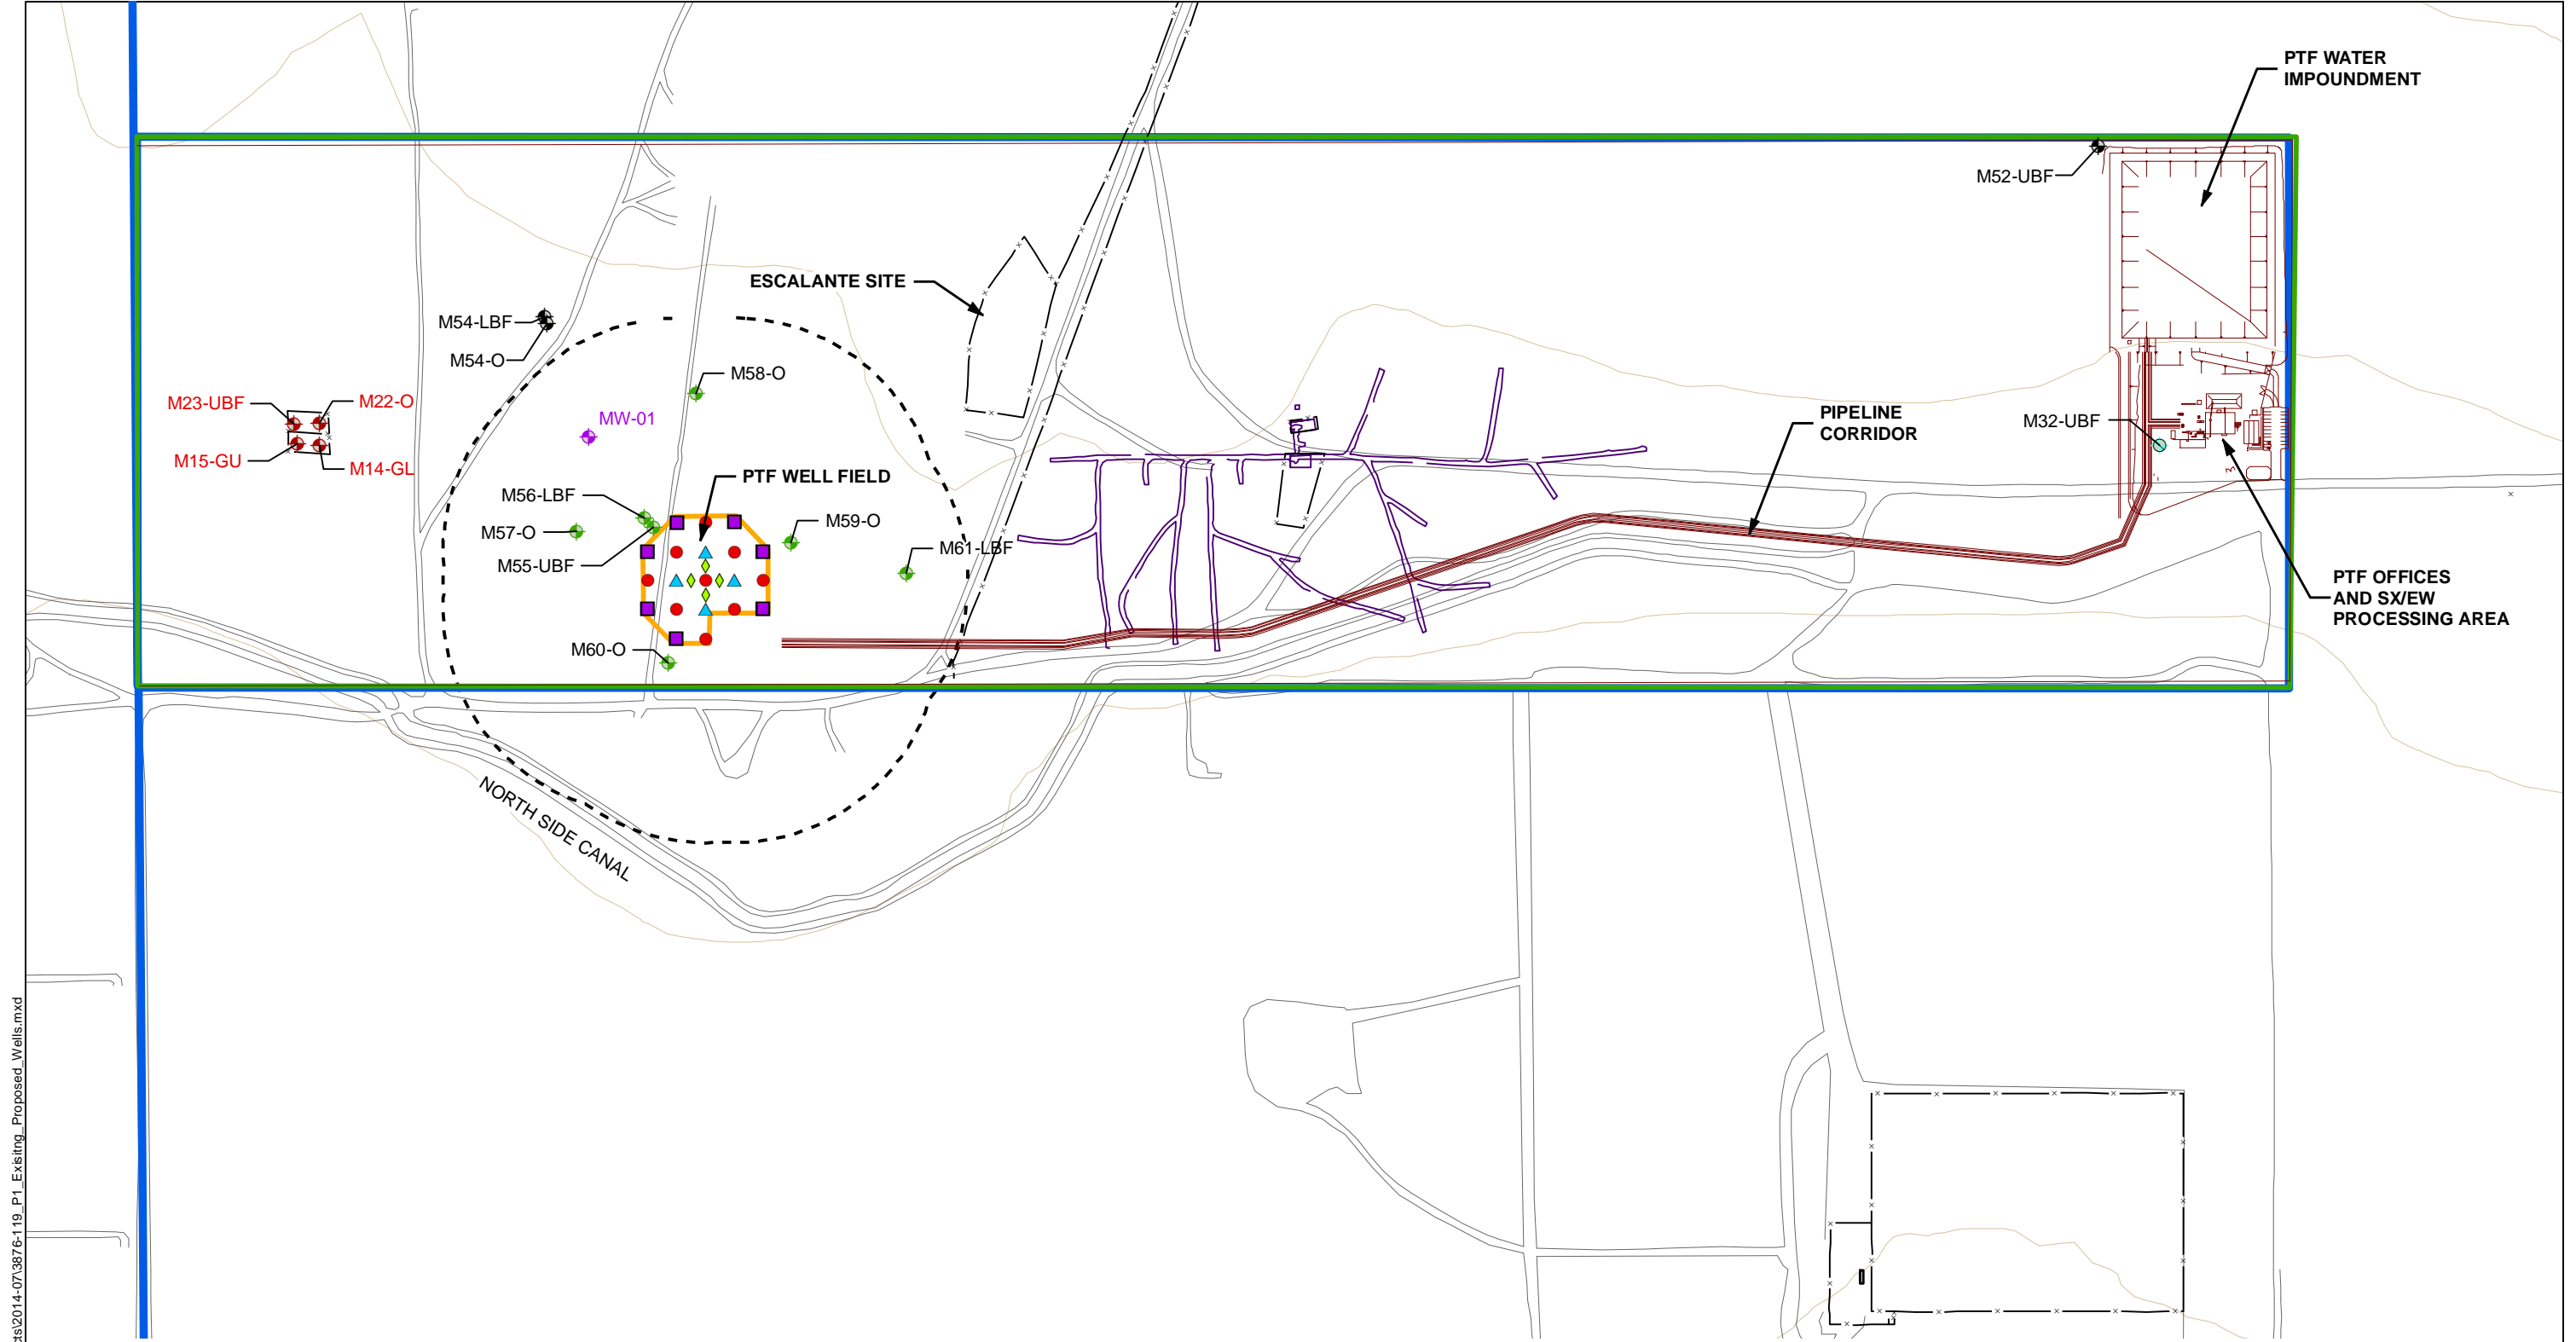 PTF WATER
IMPOUNDMENT
M52-UBF
ESCALANTE SITE
M54-LBF
M54-O
M58-O
M23-UBF
M22-O
MW-01
M15-GU
M14-GL
PIPELINE
CORRIDOR
M32-UBF
PTF WELL FIELD
M56-LBF
M57-O
M59-O
M55-UBF
M61-LBF
PTF OFFICES
AND SX/EW
PROCESSING AREA
M60-O
NORTH SIDE CANAL
ts\2014-07\3876-119_P1_Exisitng_Proposed_Wells.mxd